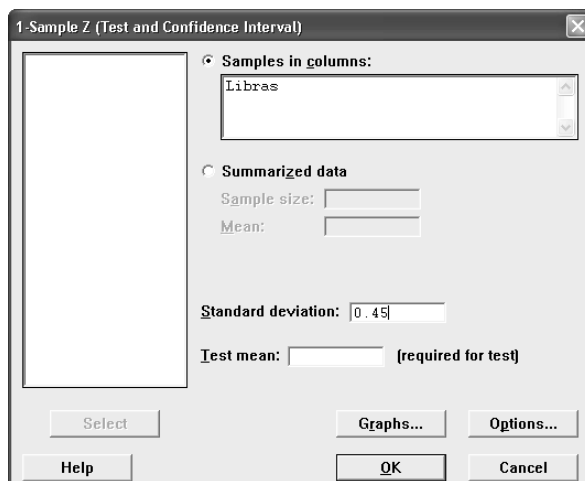 1-Sample Z (Test and Confidence Interval)
Samples in columns:
Libras
Summarized data
Sample size:
Mean:
Standard deviation: 0.45
Test mean: (required for test)
Select
Graphs... Options...
Help OK Cancel